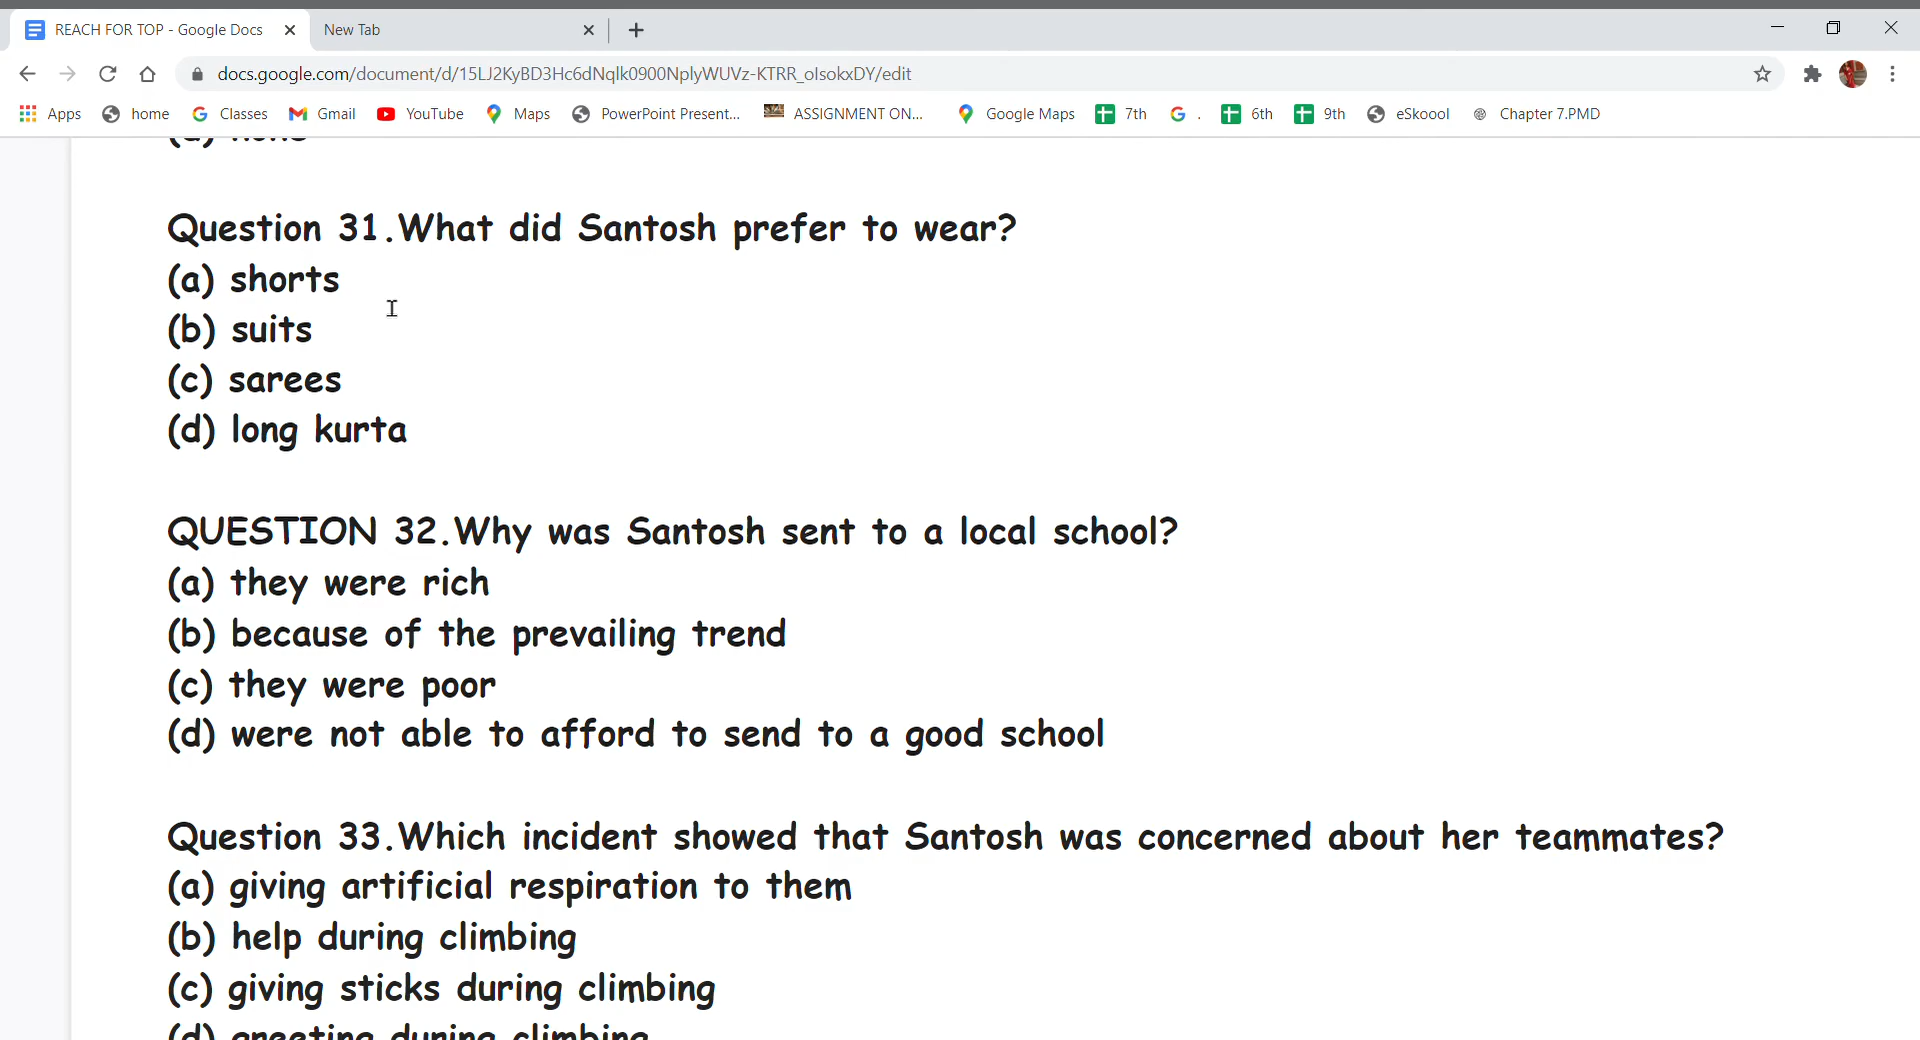 REACH FOR TOP - Google Docs
New Tab
docs.google.com/document/d/15LJ2KyBD3Hc6dNqlk0900NplyWUVz-KTRR_olsokxDY/edit
Apps home Classes Gmail YouTube Maps PowerPoint Present... ASSIGNMENT ON... Google Maps 7th . 6th 9th eSkoool Chapter 7.PMD
Question 31.What did Santosh prefer to wear?
(a) shorts
(b) suits
(c) sarees
(d) long kurta
QUESTION 32.Why was Santosh sent to a local school?
(a) they were rich
(b) because of the prevailing trend
(c) they were poor
(d) were not able to afford to send to a good school
Question 33.Which incident showed that Santosh was concerned about her teammates?
(a) giving artificial respiration to them
(b) help during climbing
(c) giving sticks during climbing
(d) greeting during climbing